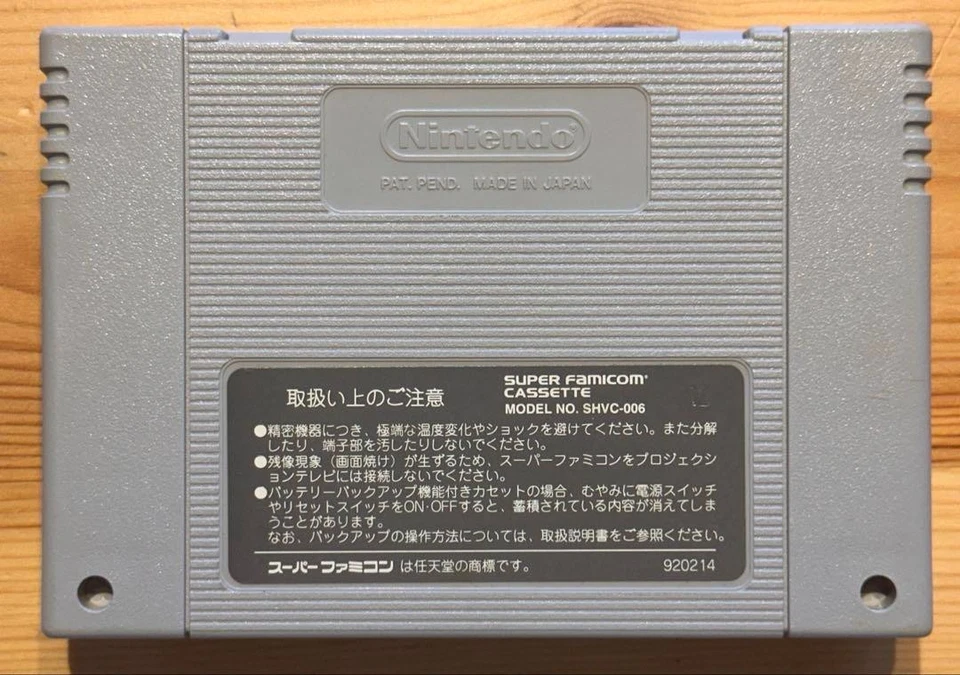 Nintendo®
PAT. PEND. MADE IN JAPAN
取扱い上のご注意
SUPER FAMICOM
CASSETTE
MODEL NO. SHVC-006
●精密機器につき、極端な温度変化やショックを避けてください。また分解
したり、端子部を汚したりしないでください。
●残像現象（画面焼け）が生ずるため、スーパーファミコンをプロジェクシ
ョンテレビには接続しないでください。
●バッテリーバックアップ機能付きカセットの場合、むやみに電源スイッチ
やリセットスイッチをON・OFFすると、蓄積されている内容が消えてしま
うことがあります。
なお、バックアップの操作方法については、取扱説明書をご参照ください。
スーパーファミコン は任天堂の商標です。
920214